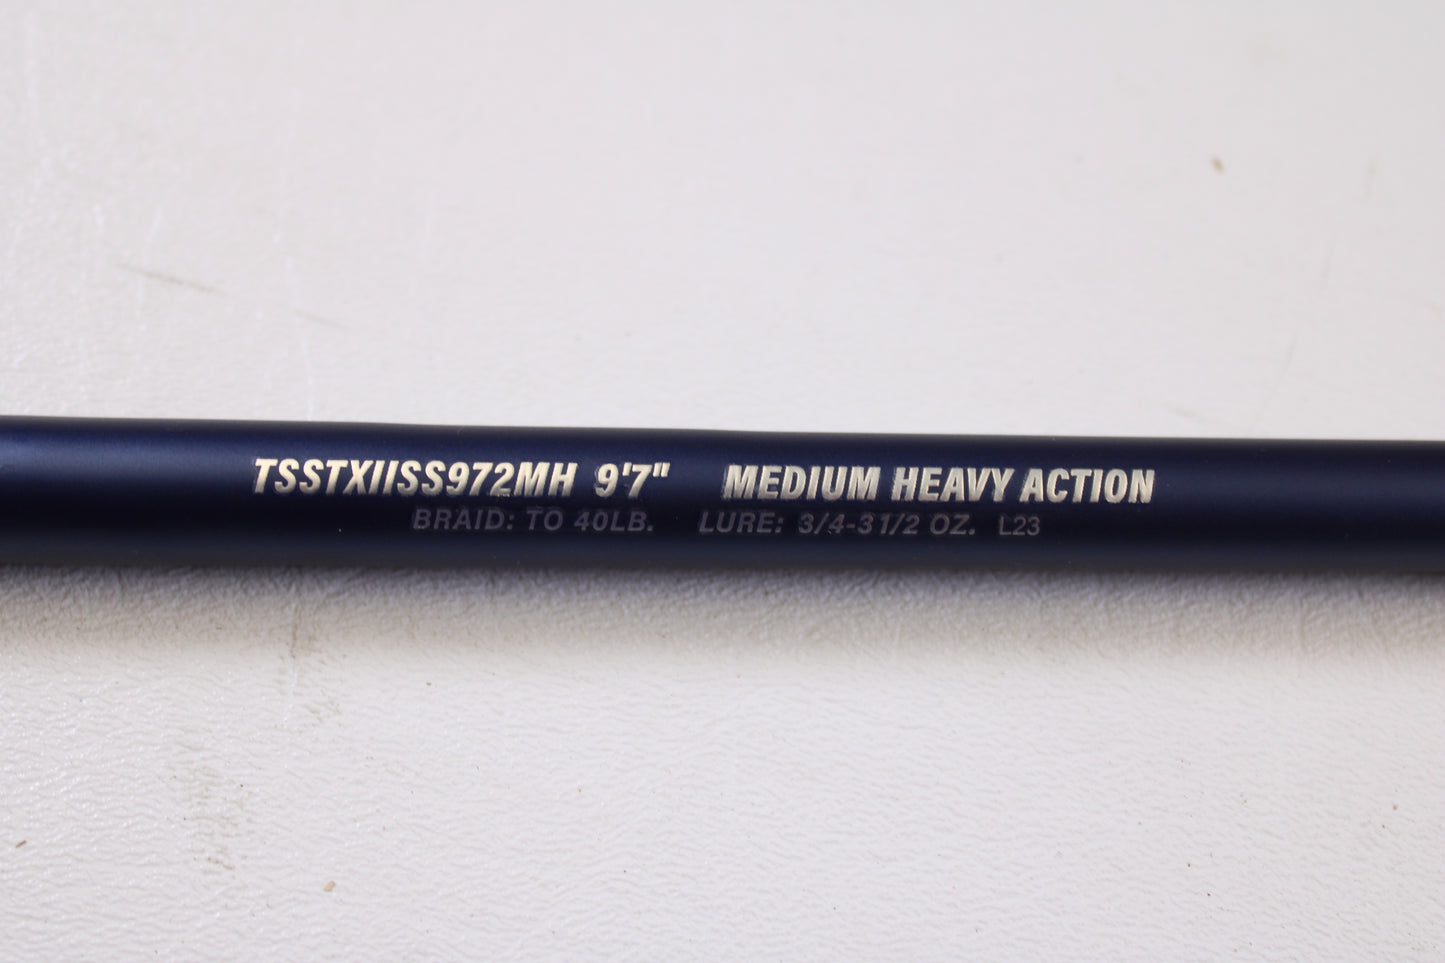 TSSTXIISS972MH 9'7" MEDIUM HEAVY ACTION
BRAID: TO 40LB. LURE: 3/4-31/2 OZ. L23